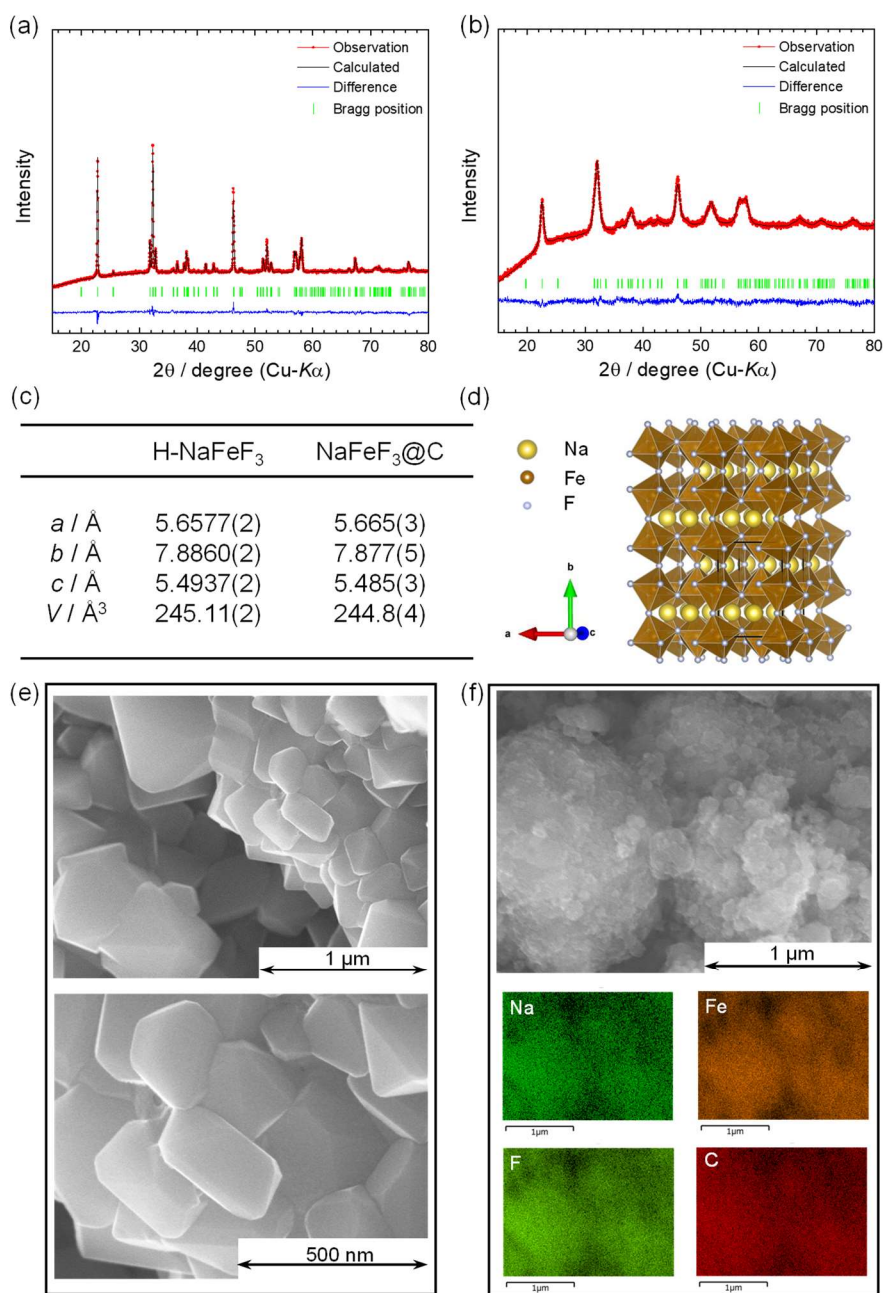 (a)
Observation
Calculated
Difference
Bragg position
Intensity
20 30 40 50 60 70 80
2θ / degree (Cu-Kα)
(b)
Observation
Calculated
Difference
Bragg position
Intensity
20 30 40 50 60 70 80
2θ / degree (Cu-Kα)
(c)
H-NaFeF₃ NaFeF₃@C
a / Å 5.6577(2) 5.665(3)
b / Å 7.8860(2) 7.877(5)
c / Å 5.4937(2) 5.485(3)
V / Å³ 245.11(2) 244.8(4)
(d)
Na
Fe
F
b
a
c
(e)
1 µm
500 nm
(f)
1 µm
Na
Fe
1µm
1µm
F
C
1µm
1µm